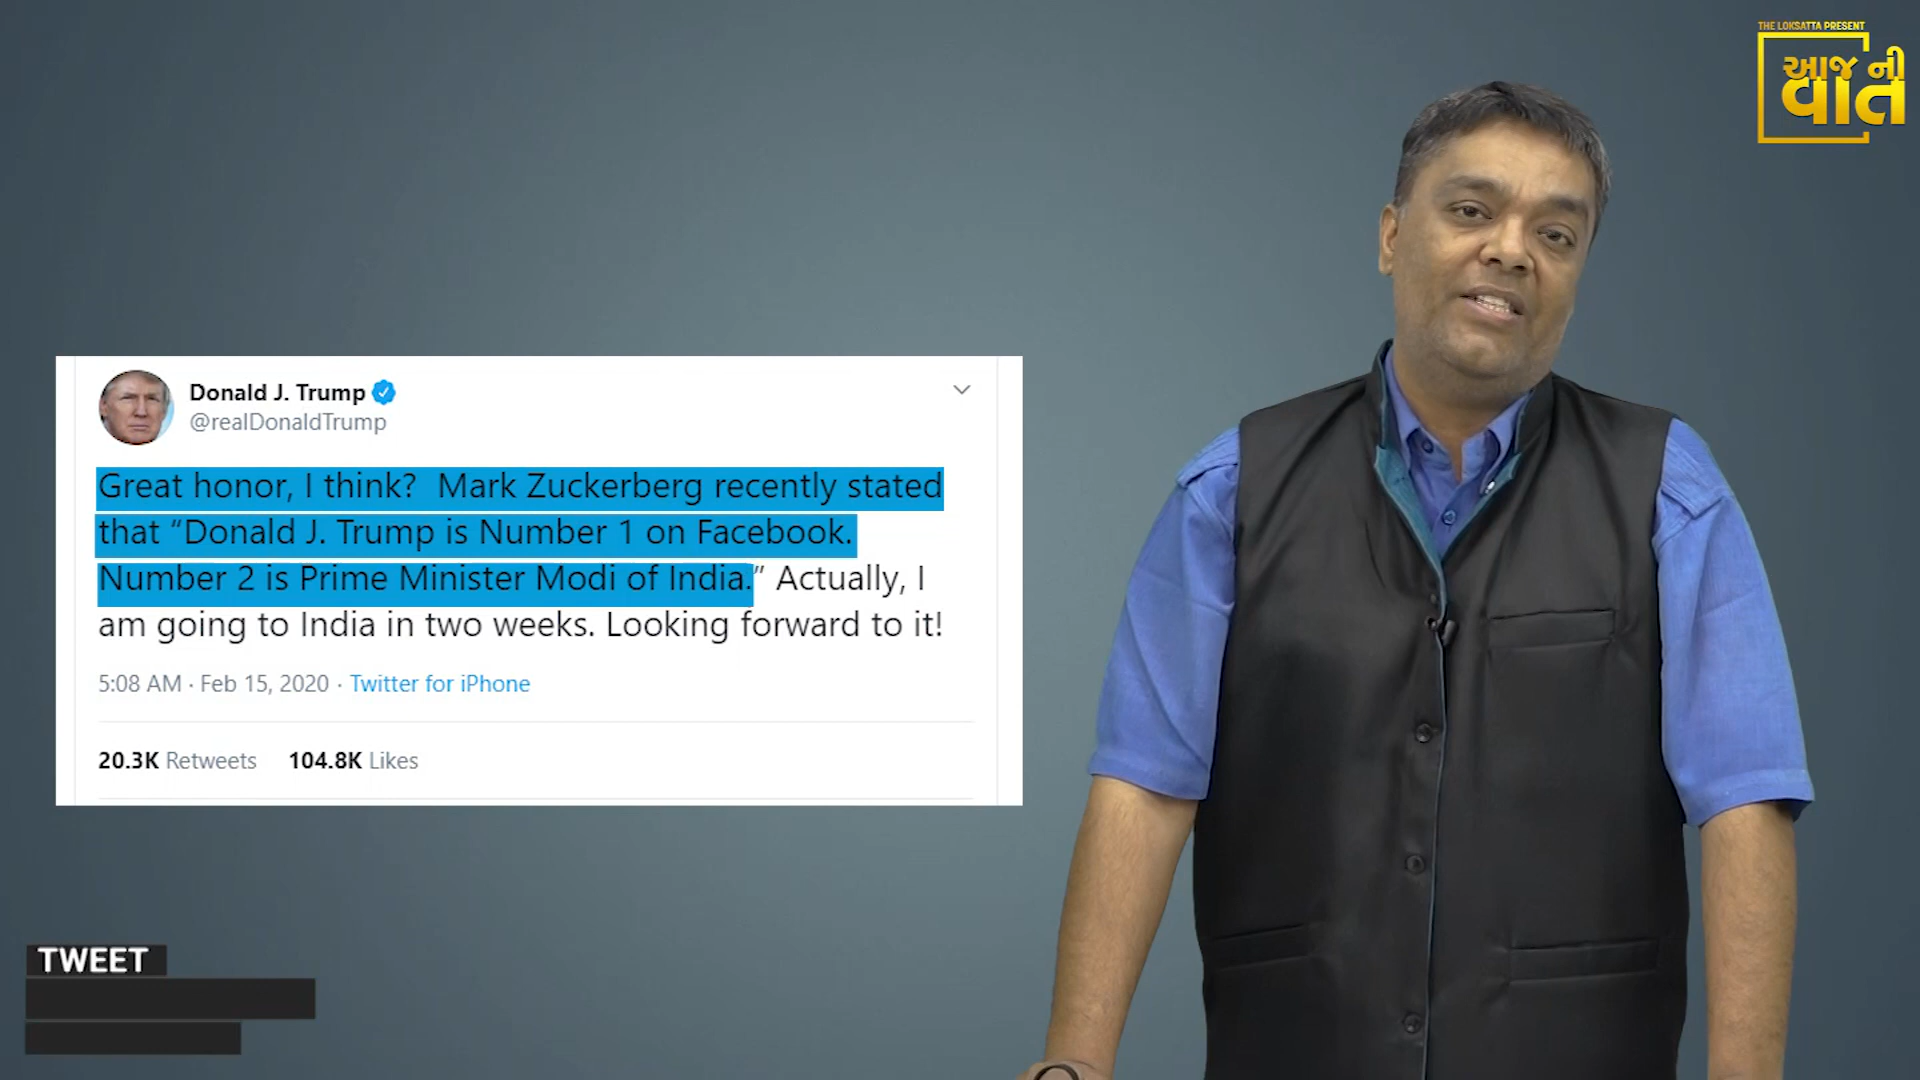 THE LOKSATTA PRESENT
આજ ની
વાત
Donald J. Trump
@realDonaldTrump
Great honor, I think?  Mark Zuckerberg recently stated
that “Donald J. Trump is Number 1 on Facebook.
Number 2 is Prime Minister Modi of India.” Actually, I
am going to India in two weeks. Looking forward to it!
5:08 AM · Feb 15, 2020 · Twitter for iPhone
20.3K Retweets 104.8K Likes
TWEET